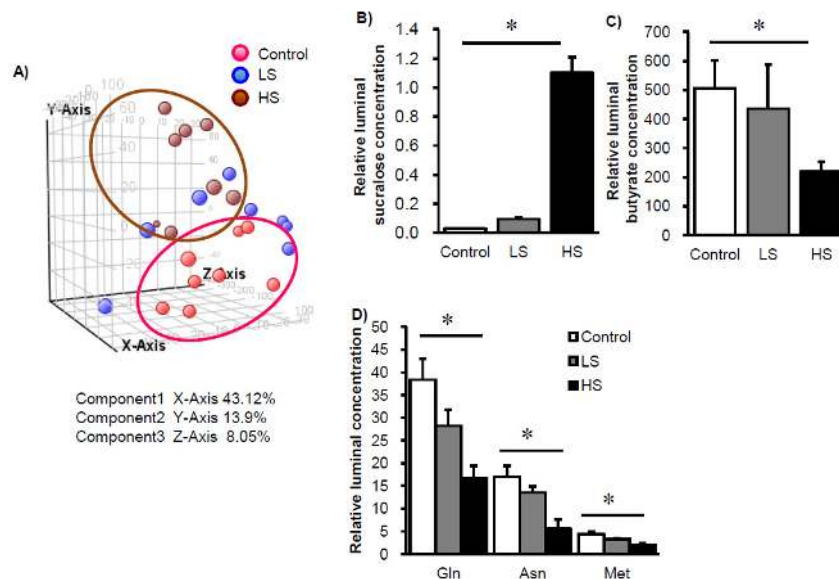 A)
Control
LS
HS
Y-Axis
Z-Axis
X-Axis
Component1 X-Axis 43.12%
Component2 Y-Axis 13.9%
Component3 Z-Axis 8.05%
B)
*
Relative luminal
sucralose concentration
1.4
1.2
1.0
0.8
0.6
0.4
0.2
0.0
Control LS HS
C)
*
Relative luminal
butyrate concentration
700
600
500
400
300
200
100
0
Control LS HS
D)
Relative luminal concentration
50
45
40
35
30
25
20
15
10
5
0
*
*
*
Control
LS
HS
Gln Asn Met